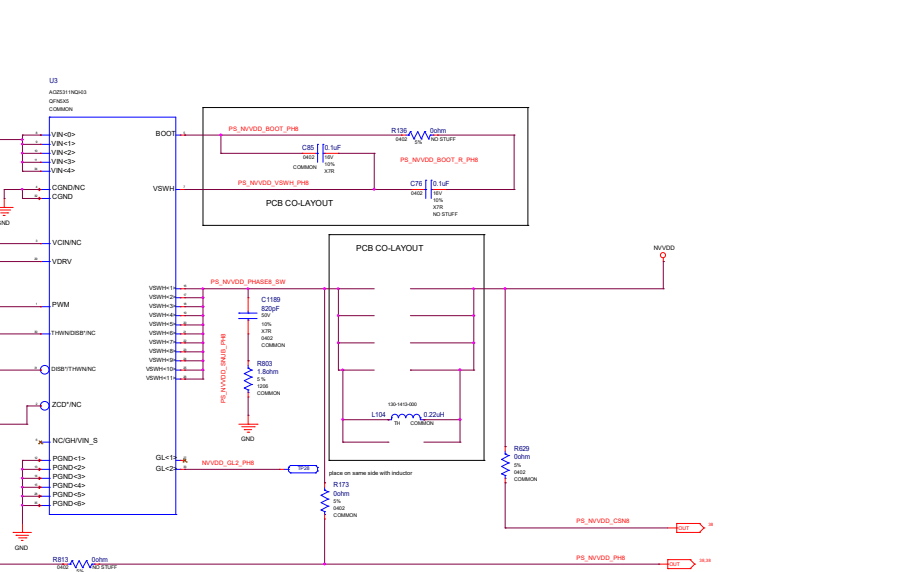 U3
AOZ5311NQI-03
QFN5X5
COMMON
VIN<0>
VIN<1>
VIN<2>
VIN<3>
VIN<4>
CGND/NC
CGND
VCIN/NC
VDRV
PWM
THWN/DISB*/NC
DISB*/THWN/NC
ZCD*/NC
NC/GH/VIN_S
PGND<1>
PGND<2>
PGND<3>
PGND<4>
PGND<5>
PGND<6>
GND
BOOT
VSWH
VSWH<1>
VSWH<2>
VSWH<3>
VSWH<4>
VSWH<5>
VSWH<6>
VSWH<7>
VSWH<8>
VSWH<9>
VSWH<10>
VSWH<11>
GL<1>
GL<2>
PS_NVVDD_BOOT_PH8
R136 0ohm
0402 NO STUFF
5%
C85 0.1uF
0402 16V
10%
COMMON X7R
PS_NVVDD_BOOT_R_PH8
PS_NVVDD_VSWH_PH8
C76 0.1uF
0402 16V
10%
X7R
NO STUFF
PCB CO-LAYOUT
PCB CO-LAYOUT
NVVDD
PS_NVVDD_PHASE8_SW
C1189
820pF
50V
10%
X7R
0402
COMMON
PS_NVVDD_SNUB_PH8
R803
1.8ohm
5%
1206
COMMON
GND
130-1413-000
L104 0.22uH
TH COMMON
PS_NVVDD_GL2_PH8
place on same side with inductor
R173
0ohm
5%
0402
COMMON
R629
0ohm
5%
0402
COMMON
PS_NVVDD_CSN8
OUT
PS_NVVDD_PH8
OUT
R813 0ohm
0402 NO STUFF
5%